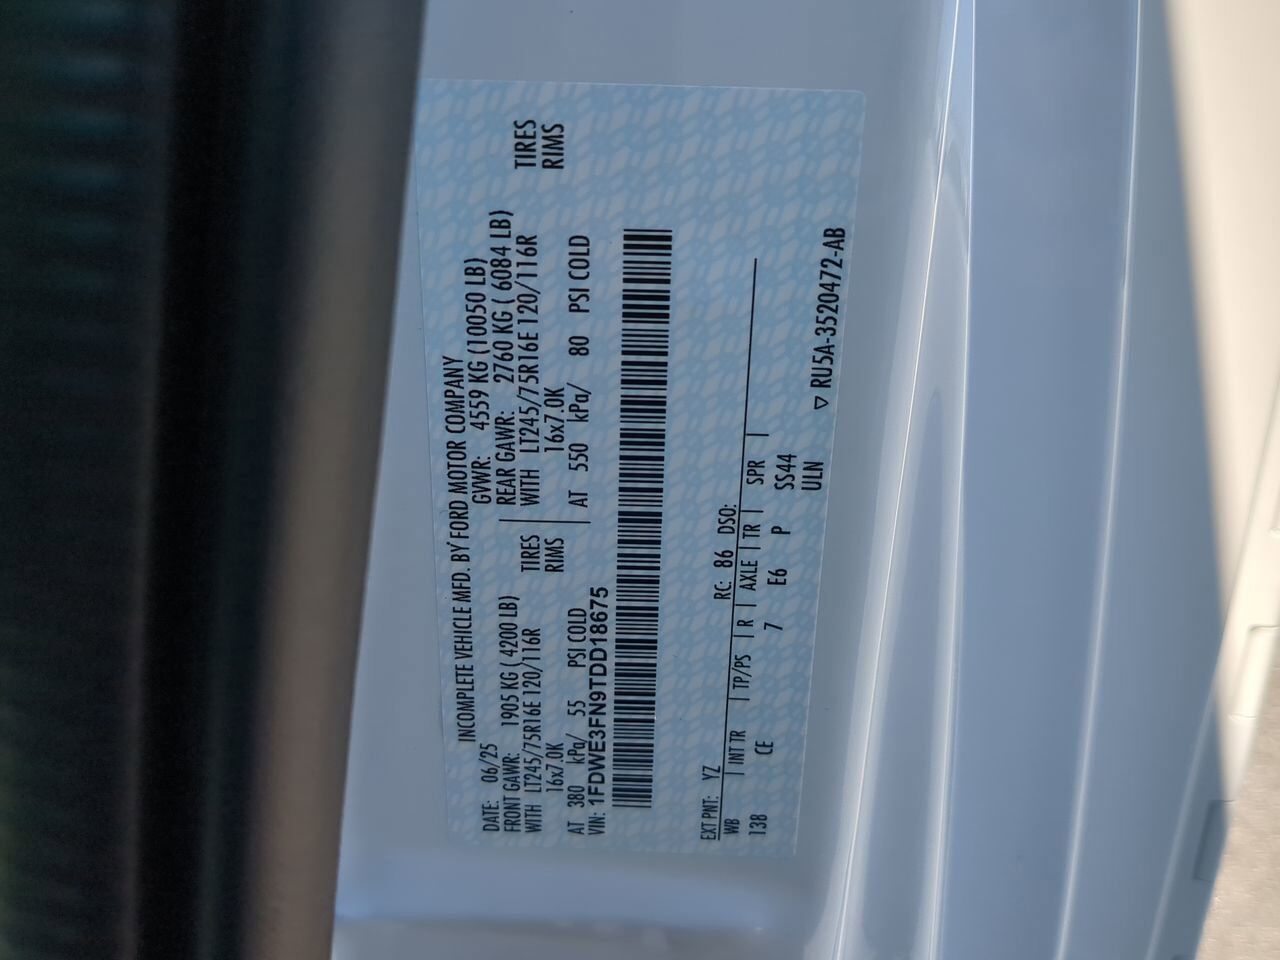 INCOMPLETE VEHICLE MFD. BY FORD MOTOR COMPANY
DATE: 06/25 GVWR: 4559 KG (10050 LB)
FRONT GAWR: 1905 KG ( 4200 LB) REAR GAWR: 2760 KG ( 6084 LB)
WITH LT245/75R16E 120/116R TIRES WITH LT245/75R16E 120/116R TIRES
16x7.0K RIMS 16x7.0K RIMS
AT 380 kPa/ 55 PSI COLD AT 550 kPa/ 80 PSI COLD
VIN: 1FDWE3FN9TDD18675
EXT PNT: YZ RC: 86 DSO:
WB | INT TR | TP/PS | R | AXLE | TR | SPR |
138 CE 7 E6 P SS44
ULN
▽ RU5A-3520472-AB